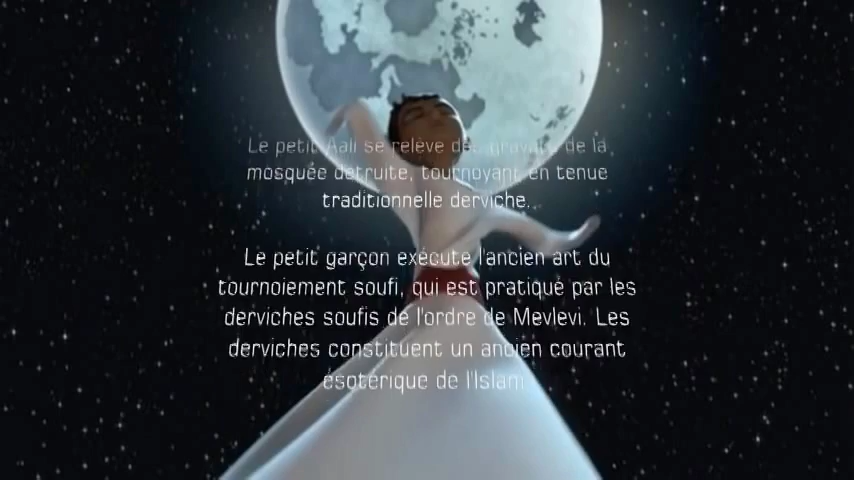 Le petit Aali se relève des gravats de la
mosquée détruite, tournoyant en tenue
traditionnelle derviche.
Le petit garçon exécute l'ancien art du
tournoiement soufi, qui est pratiqué par les
derviches soufis de l'ordre de Mevlevi. Les
derviches constituent un ancien courant
ésotérique de l'Islam